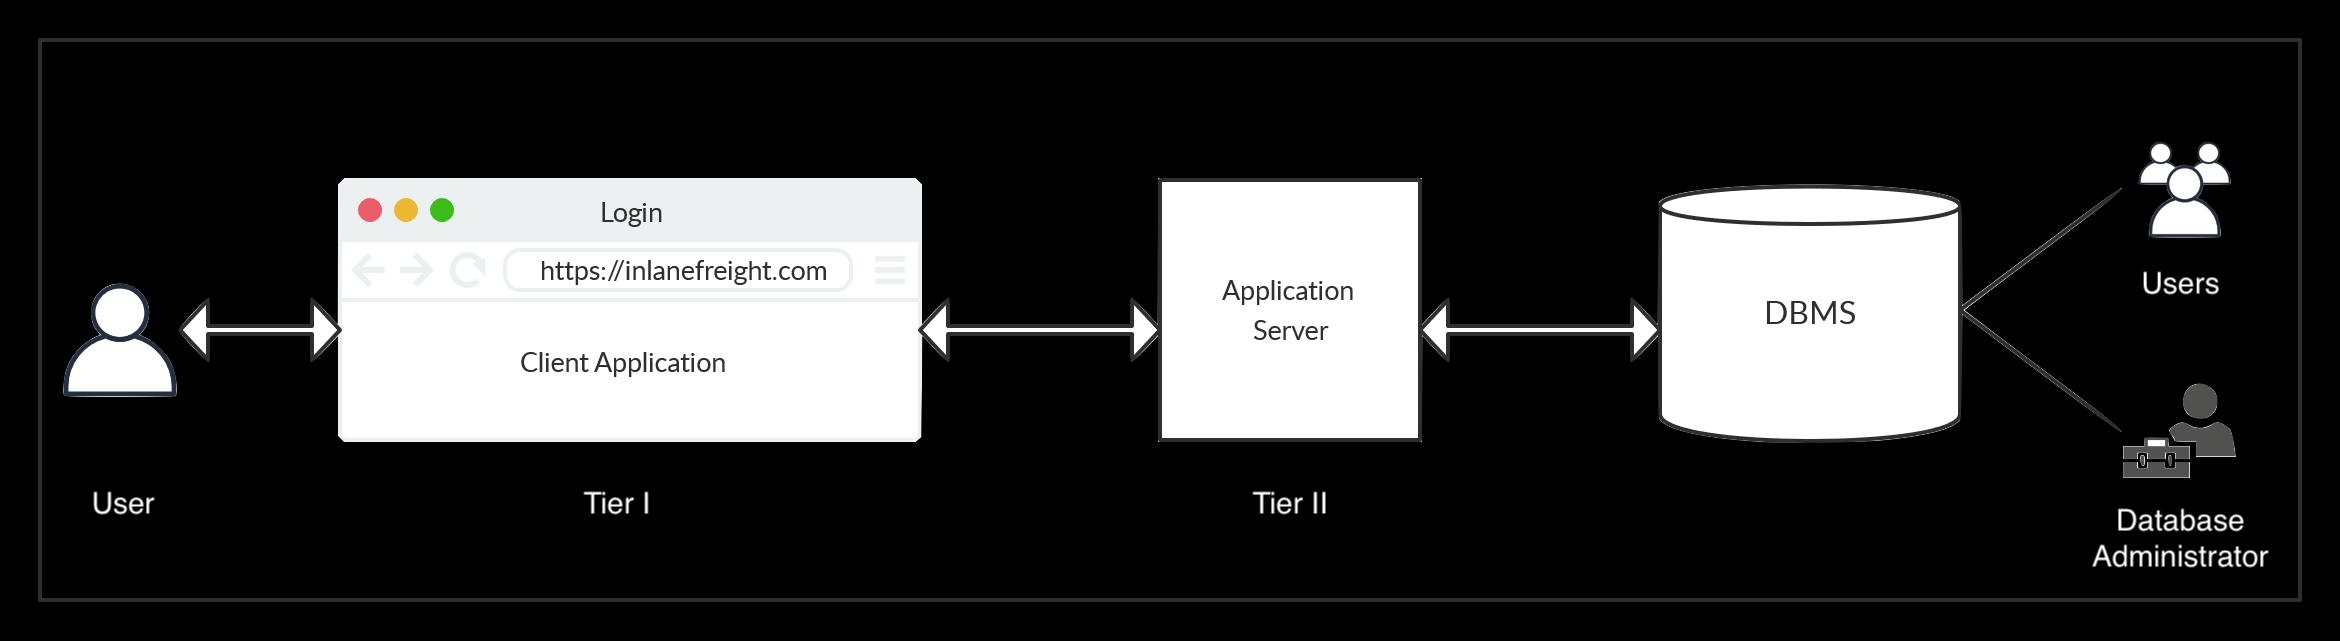 Login
https://inlanefreight.com
Client Application
Application
Server
DBMS
Users
User
Tier I
Tier II
Database
Administrator